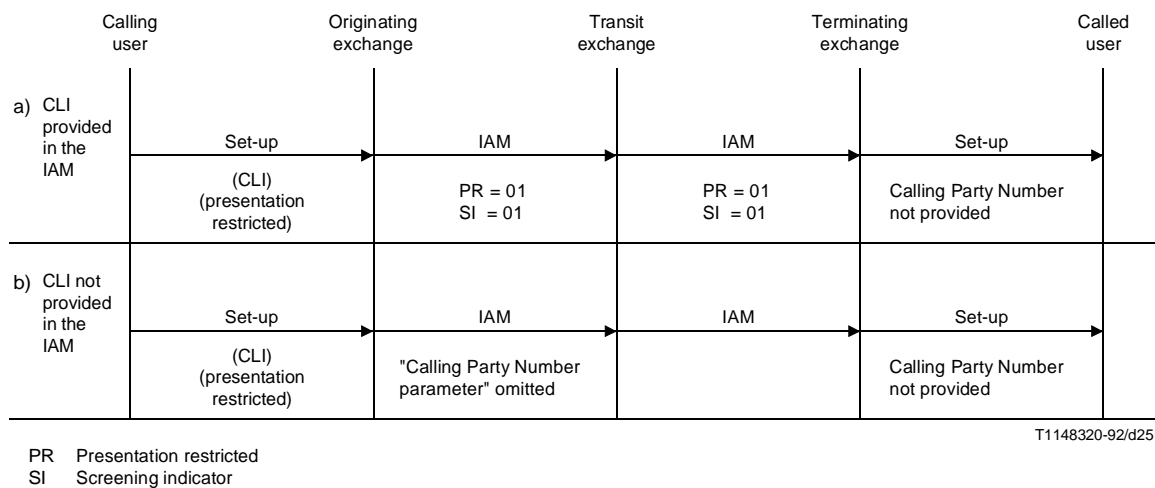 Calling
user
Originating
exchange
Transit
exchange
Terminating
exchange
Called
user
a) CLI
provided
in the
IAM
Set-up
IAM
IAM
Set-up
(CLI)
(presentation
restricted)
PR = 01
SI = 01
PR = 01
SI = 01
Calling Party Number
not provided
b) CLI not
provided
in the
IAM
Set-up
IAM
IAM
Set-up
(CLI)
(presentation
restricted)
"Calling Party Number
parameter" omitted
Calling Party Number
not provided
T1148320-92/d25
PR Presentation restricted
SI Screening indicator